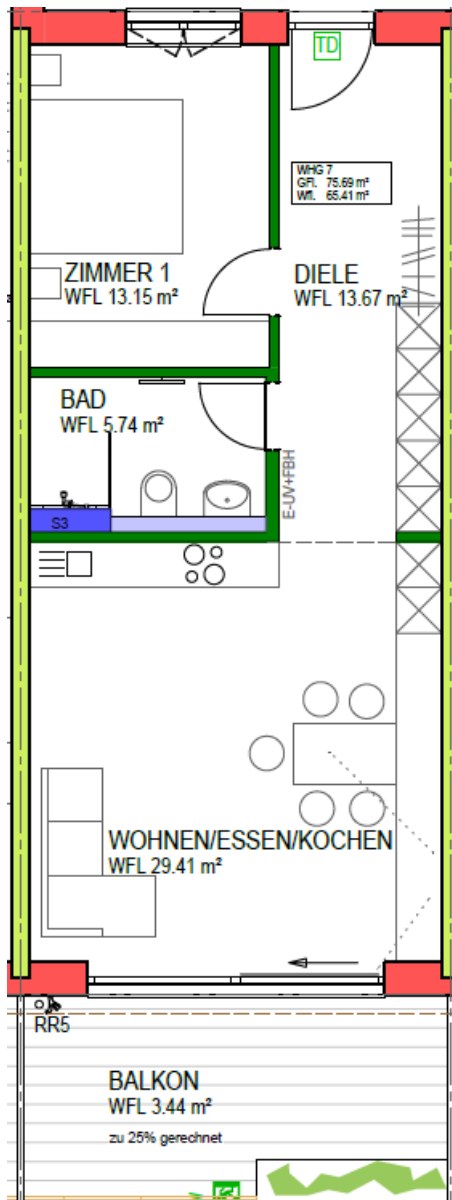 TD
WHG 7
GFl. 75.69 m²
Wfl. 65.41 m²
ZIMMER 1
WFL 13.15 m²
DIELE
WFL 13.67 m²
BAD
WFL 5.74 m²
S3
E-UV+FBH
WOHNEN/ESSEN/KOCHEN
WFL 29.41 m²
RR5
BALKON
WFL 3.44 m²
zu 25% gerechnet